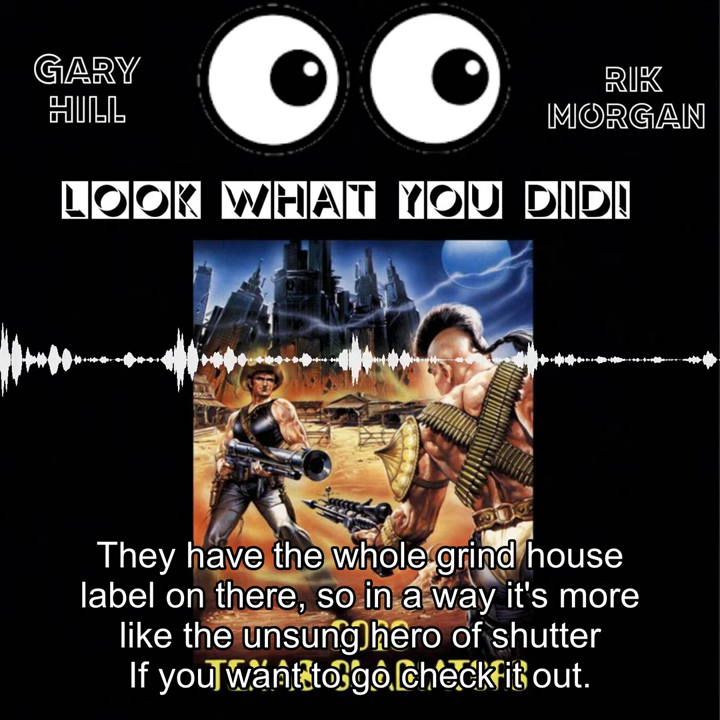 GARY
HILL
RIK
MORGAN
LOOK WHAT YOU DID!
They have the whole grind house
label on there, so in a way it's more
like the unsung hero of shutter
If you want to go check it out.